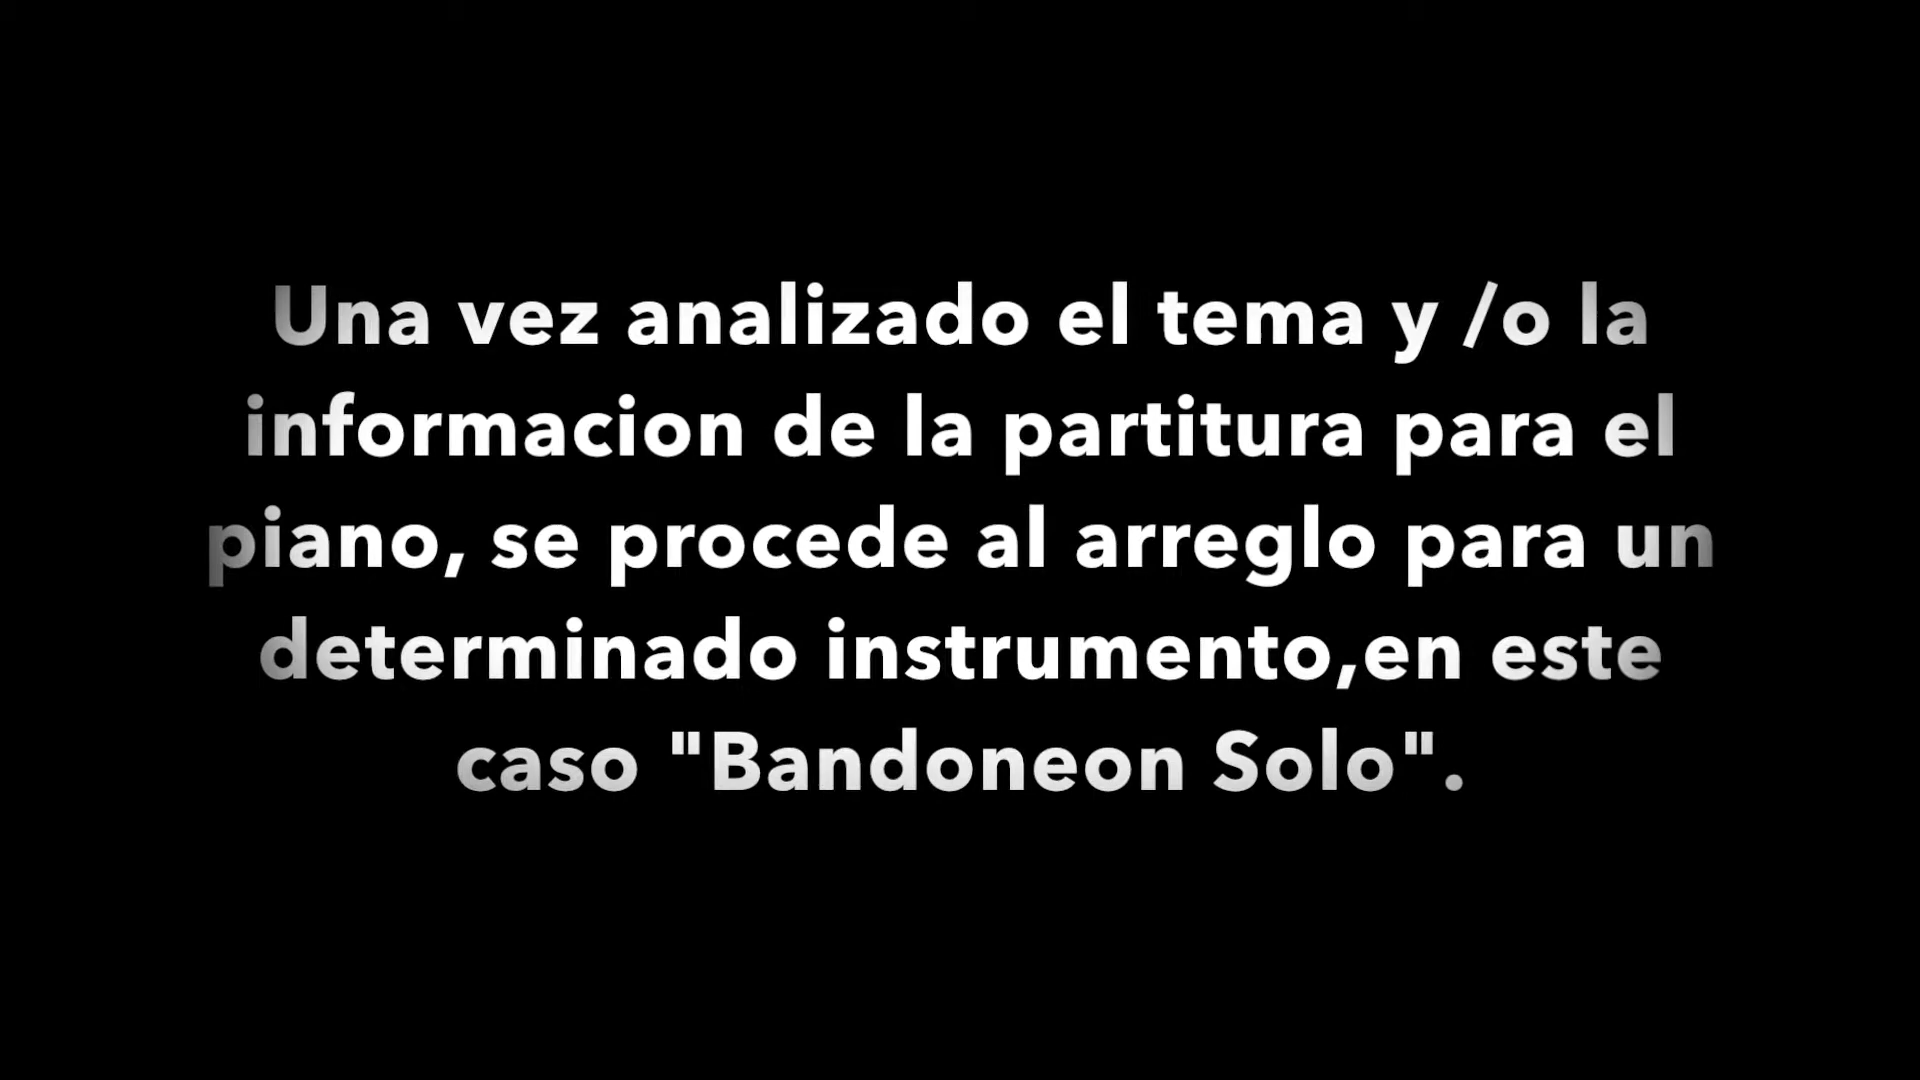 Una vez analizado el tema y /o la
informacion de la partitura para el
piano, se procede al arreglo para un
determinado instrumento,en este
caso "Bandoneon Solo".